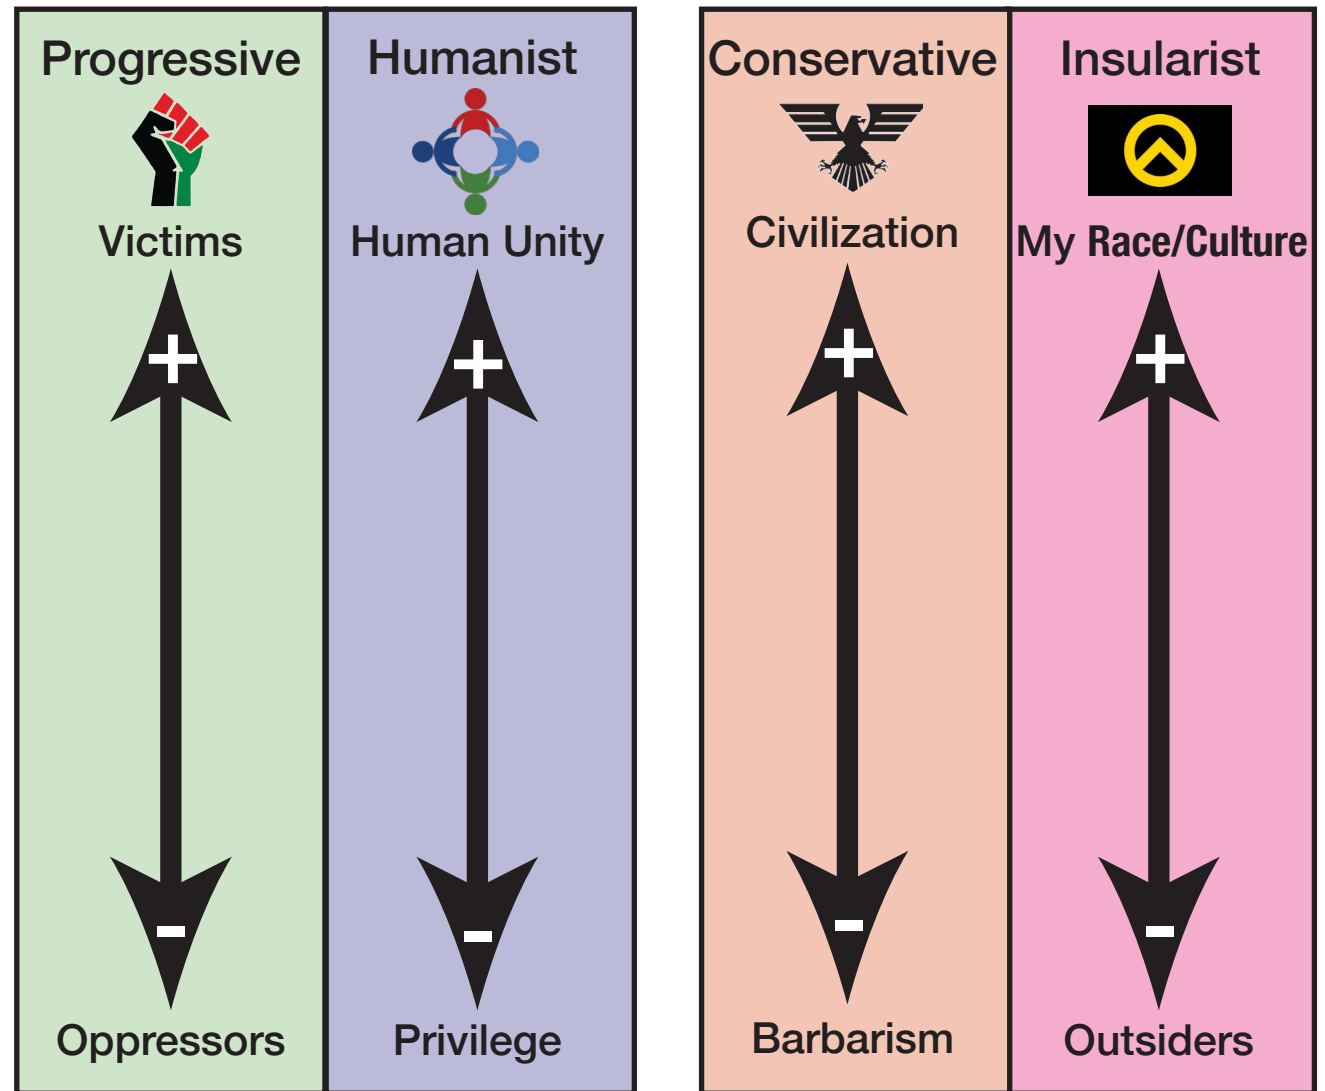 Progressive
Victims
+
-
Oppressors
Humanist
Human Unity
+
-
Privilege
Conservative
Civilization
+
-
Barbarism
Insularist
My Race/Culture
+
-
Outsiders